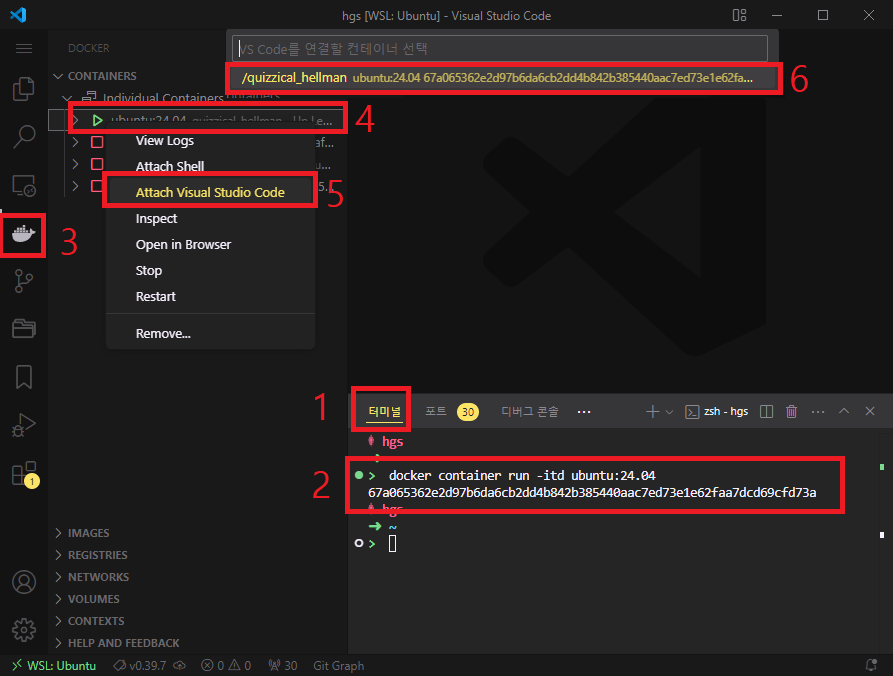 hgs [WSL: Ubuntu] - Visual Studio Code
DOCKER
VS Code를 연결할 컨테이너 선택
/quizzical_hellman ubuntu:24.04 67a065362e2d97b6da6cb2dd4b842b385440aac7ed73e1e62fa...
6
CONTAINERS
Individual Containers
ubuntu:24.04 quizzical_hellman - Up Le...
4
View Logs
Attach Shell
Attach Visual Studio Code
5
Inspect
3
Open in Browser
Stop
Restart
Remove...
1
터미널
포트 30
디버그 콘솔
zsh - hgs
hgs
2
> docker container run -itd ubuntu:24.04
67a065362e2d97b6da6cb2dd4b842b385440aac7ed73e1e62faa7dcd69cfd73a
hgs
➜ ~
>
1
IMAGES
REGISTRIES
NETWORKS
VOLUMES
CONTEXTS
HELP AND FEEDBACK
WSL: Ubuntu v0.39.7 0 0 30 Git Graph